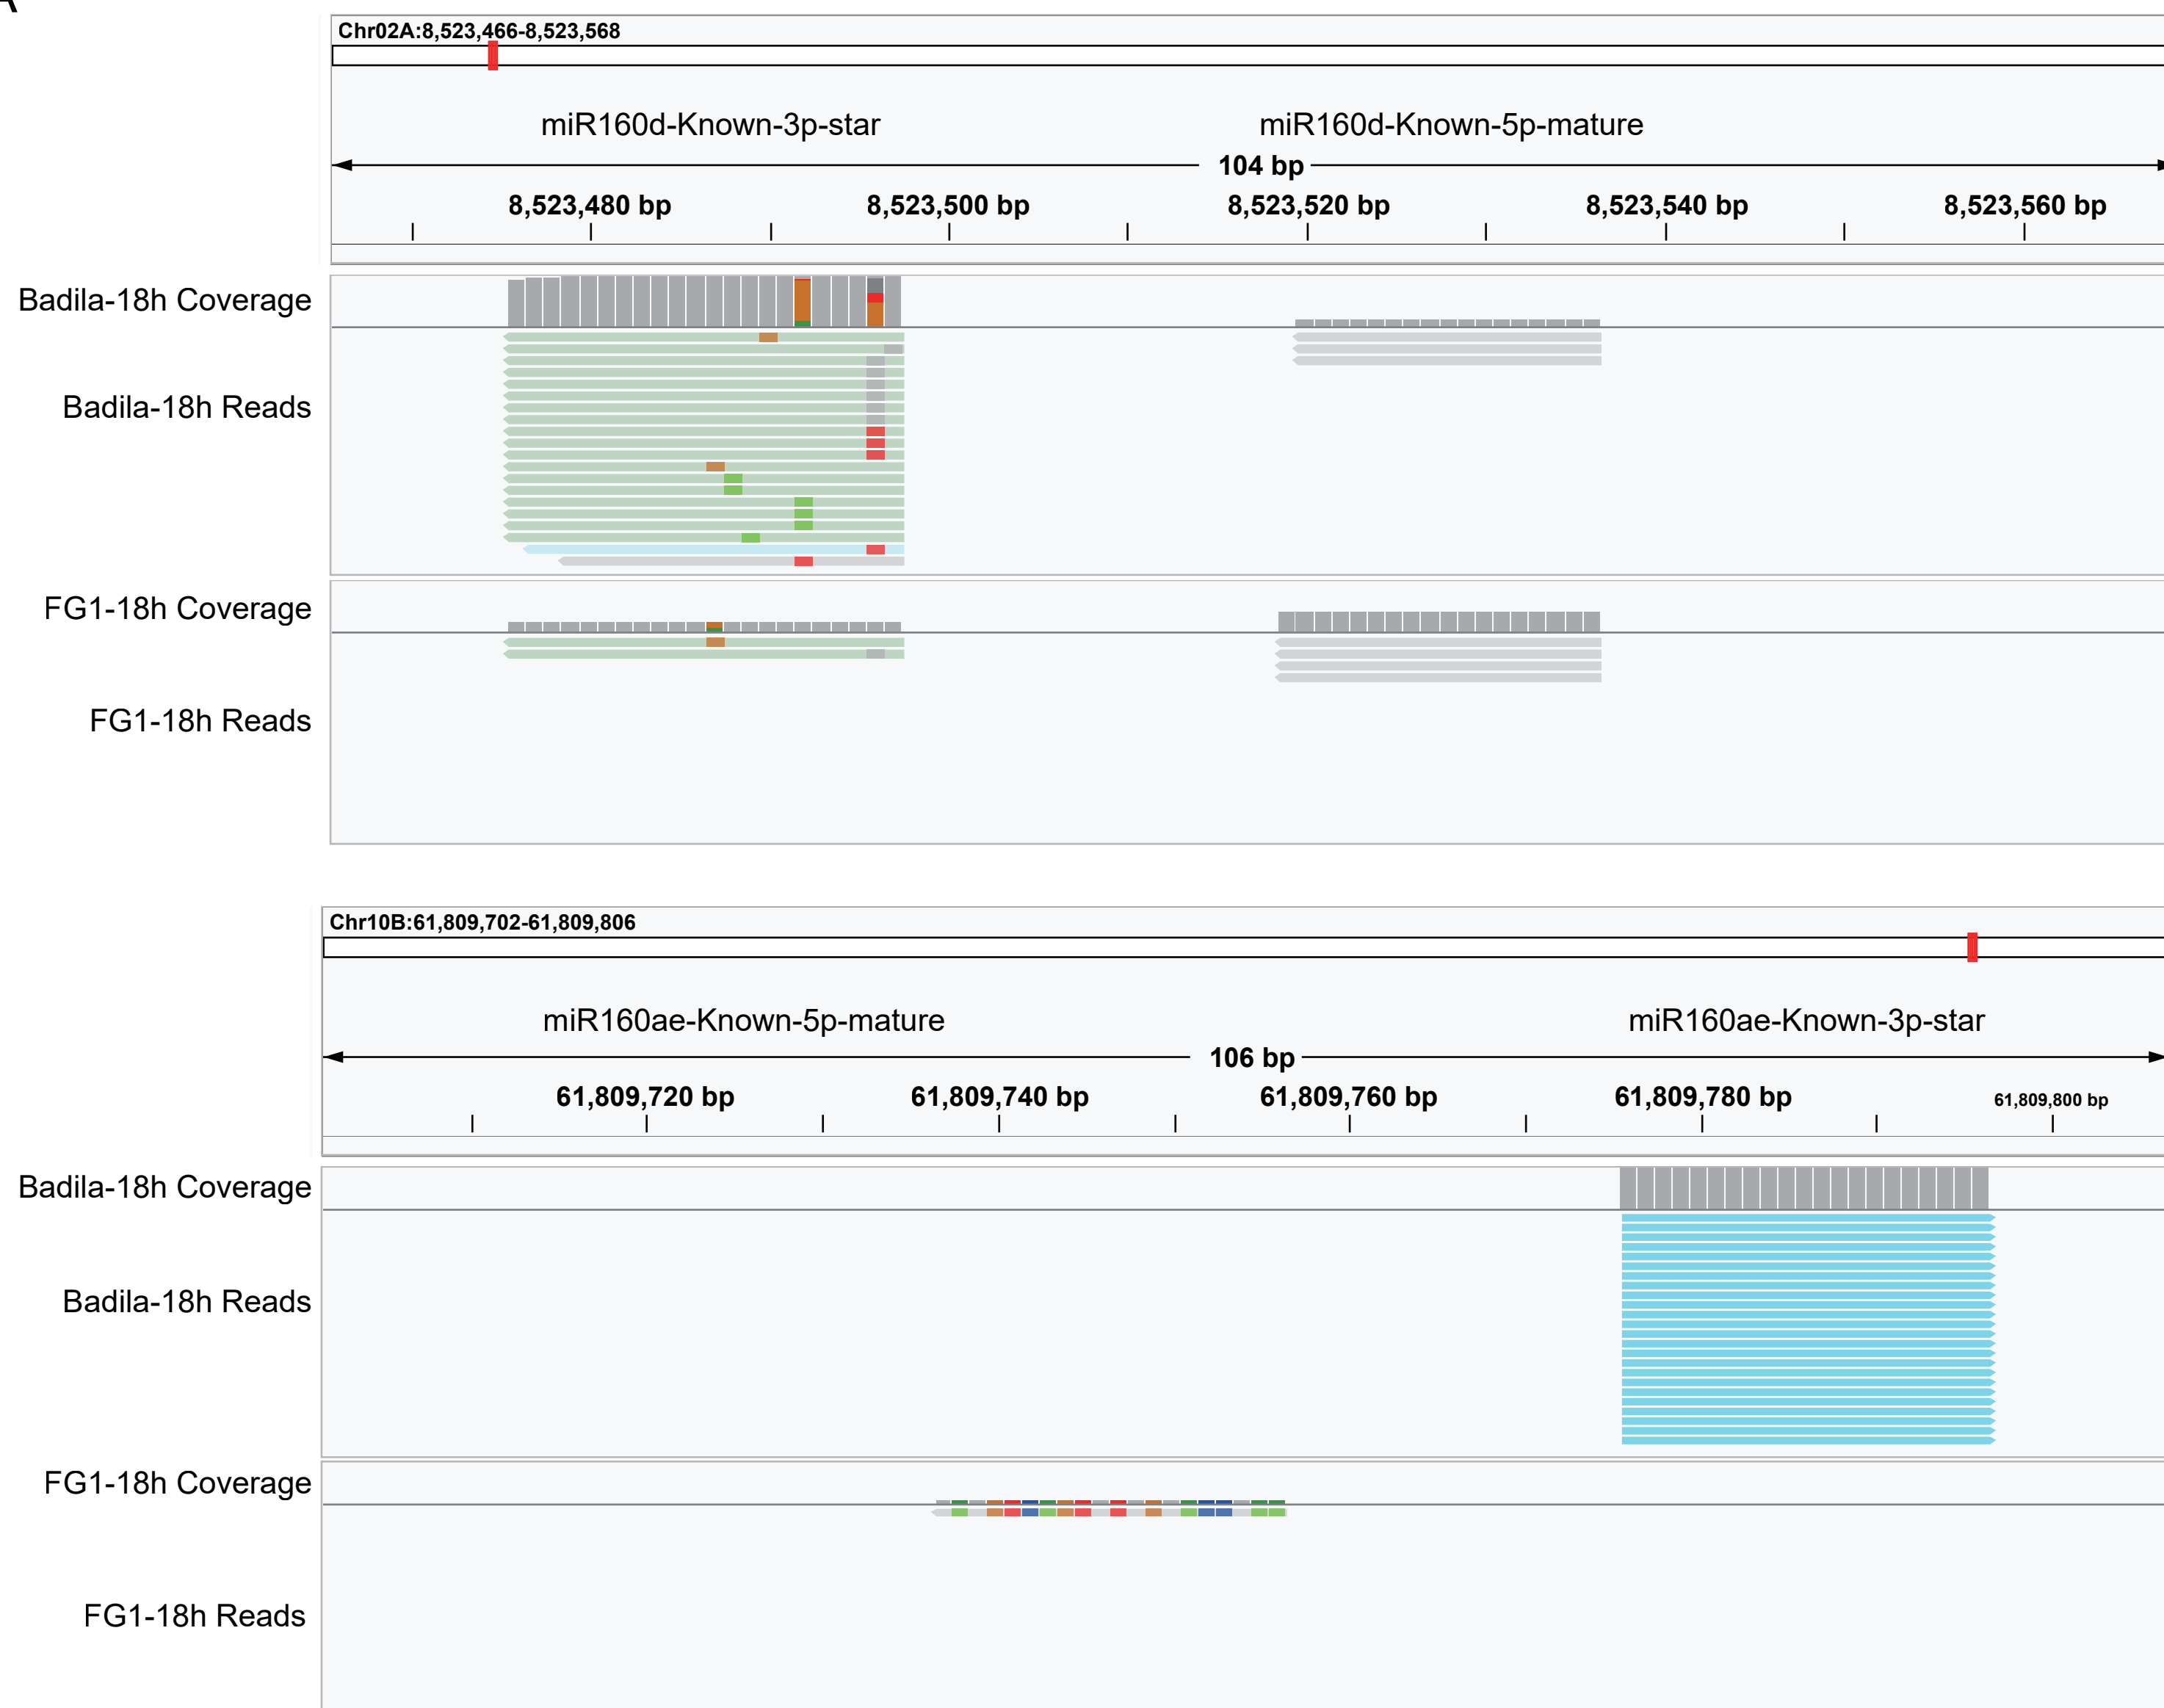 Chr02A:8,523,466-8,523,568
miR160d-Known-3p-star miR160d-Known-5p-mature
104 bp
8,523,480 bp 8,523,500 bp 8,523,520 bp 8,523,540 bp 8,523,560 bp
Badila-18h Coverage
Badila-18h Reads
FG1-18h Coverage
FG1-18h Reads
Chr10B:61,809,702-61,809,806
miR160ae-Known-5p-mature miR160ae-Known-3p-star
106 bp
61,809,720 bp 61,809,740 bp 61,809,760 bp 61,809,780 bp 61,809,800 bp
Badila-18h Coverage
Badila-18h Reads
FG1-18h Coverage
FG1-18h Reads